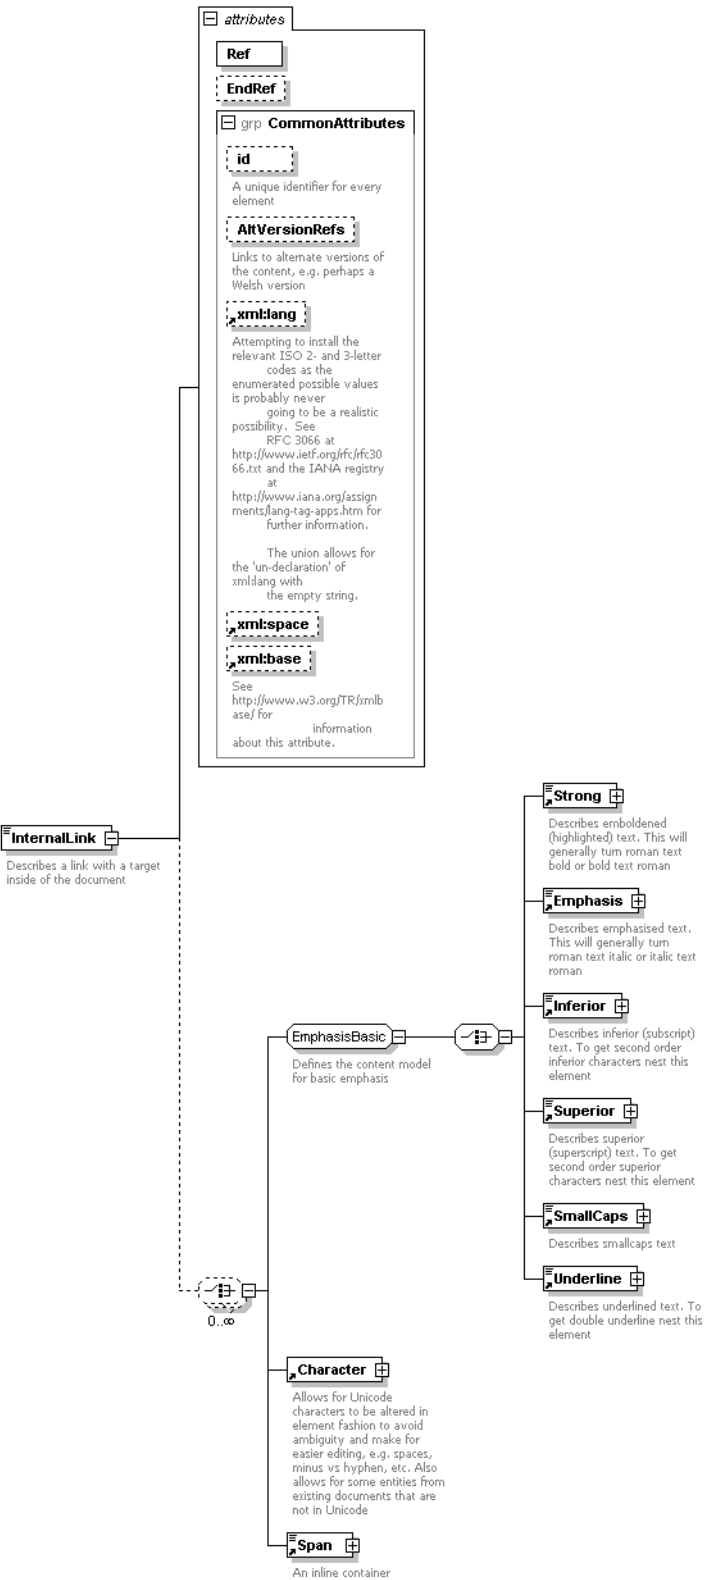 attributes
Ref
EndRef
grp CommonAttributes
id
A unique identifier for every
element
AltVersionRefs
Links to alternate versions of
the content, e.g. perhaps a
Welsh version
xml:lang
Attempting to install the
relevant ISO 2- and 3-letter
codes as the
enumerated possible values
is probably never
going to be a realistic
possibility. See
RFC 3066 at
http://www.ietf.org/rfc/rfc30
66.txt and the IANA registry
at
http://www.iana.org/assign
ments/lang-tag-apps.htm for
further information.
The union allows for
the 'un-declaration' of
xml:lang with
the empty string.
xml:space
xml:base
See
http://www.w3.org/TR/xmlb
ase/ for
information
about this attribute.
InternalLink
Describes a link with a target
inside of the document
EmphasisBasic
Defines the content model
for basic emphasis
Strong
Describes emboldened
(highlighted) text. This will
generally turn roman text
bold or bold text roman
Emphasis
Describes emphasised text.
This will generally turn
roman text italic or italic text
roman
Inferior
Describes inferior (subscript)
text. To get second order
inferior characters nest this
element
Superior
Describes superior
(superscript) text. To get
second order superior
characters nest this element
SmallCaps
Describes smallcaps text
Underline
Describes underlined text. To
get double underline nest this
element
0..∞
Character
Allows for Unicode
characters to be altered in
element fashion to avoid
ambiguity and make for
easier editing, e.g. spaces,
minus vs hyphen, etc. Also
allows for some entities from
existing documents that are
not in Unicode
Span
An inline container